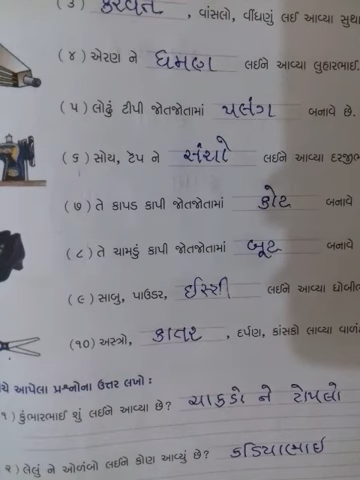 (૩) કરવત, વાંસલો, વીંધણું લઈ આવ્યા સુથા
(૪) એરણ ને ધમણ લઈને આવ્યા લુહારભાઈ.
(૫) લોઢું ટીપી જોતજોતામાં પલંગ બનાવે છે.
(૬) સોય, ટેપ ને સંચો લઈને આવ્યા દરજીભ
(૭) તે કાપડ કાપી જોતજોતામાં કોટ બનાવે
(૮) તે ચામડું કાપી જોતજોતામાં બૂટ બનાવે
(૯) સાબુ, પાઉડર, ઈસ્ત્રી લઈને આવ્યા ધોબીભ
(૧૦) અસ્ત્રો, કાતર, દર્પણ, કાંસકો લાવ્યા વાળં
ચે આપેલા પ્રશ્નોના ઉત્તર લખો :
૧) કુંભારભાઈ શું લઈને આવ્યા છે? ચાકડો ને ટોપલો
૨) લેલું ને ઓળંબો લઈને કોણ આવ્યું છે? કડિયાભાઈ